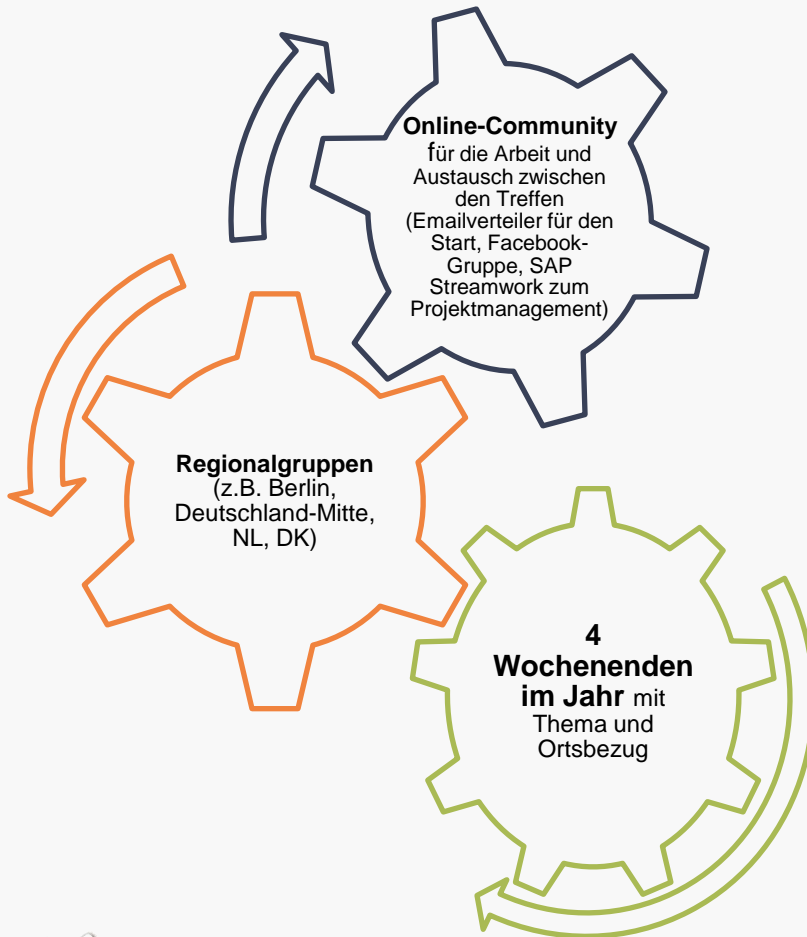 Online-Community
für die Arbeit und
Austausch zwischen
den Treffen
(Emailverteiler für den
Start, Facebook-
Gruppe, SAP
Streamwork zum
Projektmanagement)
Regionalgruppen
(z.B. Berlin,
Deutschland-Mitte,
NL, DK)
4
Wochenenden
im Jahr mit
Thema und
Ortsbezug